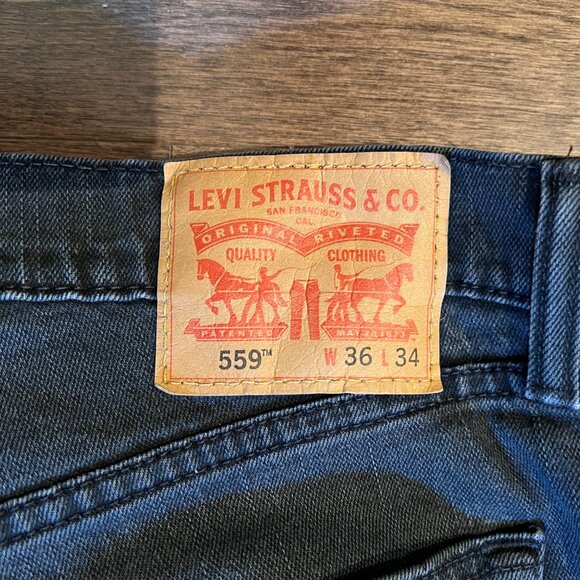 LEVI STRAUSS & CO.
SAN FRANCISCO
CAL.
ORIGINAL RIVETED
QUALITY CLOTHING
PATENTED MAY 20 1873
559™ W 36 L 34